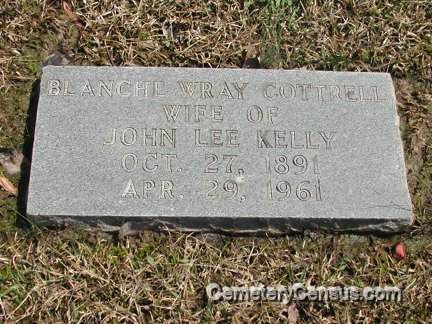 BLANCHE WRAY COTTRELL
WIFE OF
JOHN LEE KELLY
OCT. 27, 1891
APR. 29, 1961
CemeteryCensus.com